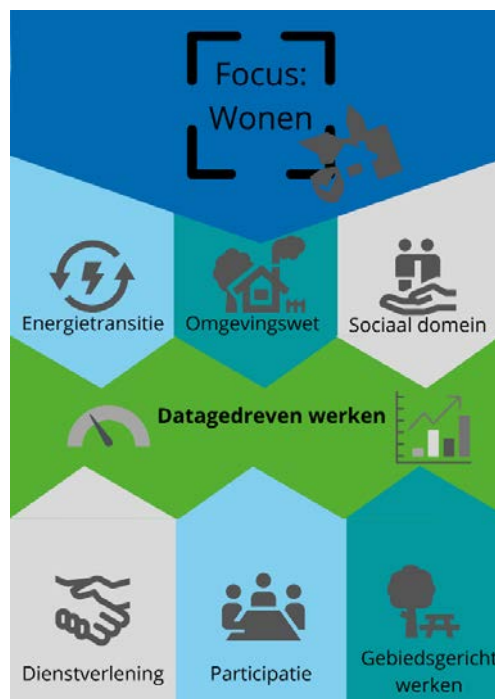 Focus:
Wonen
Energietransitie
Omgevingswet
Sociaal domein
Datagedreven werken
Dienstverlening
Participatie
Gebiedsgericht
werken